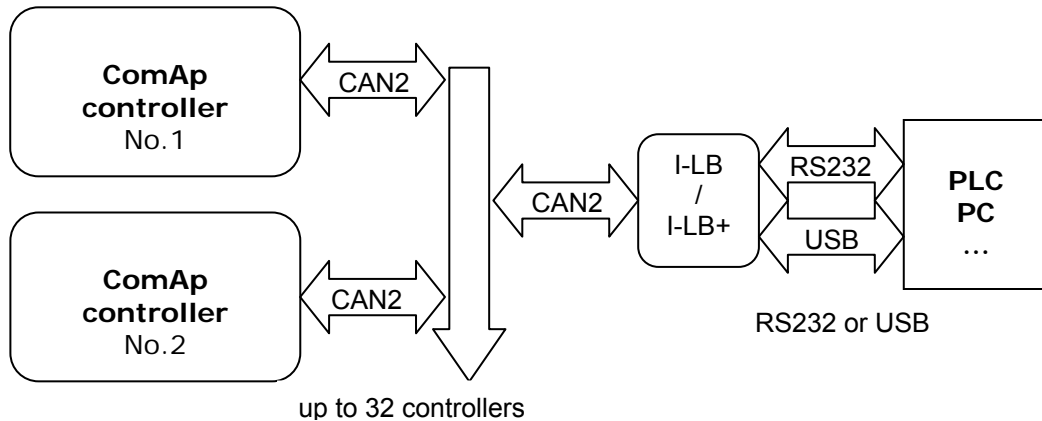 ComAp
controller
No.1
CAN2
ComAp
controller
No.2
CAN2
up to 32 controllers
CAN2
I-LB
/
I-LB+
RS232
USB
RS232 or USB
PLC
PC
...